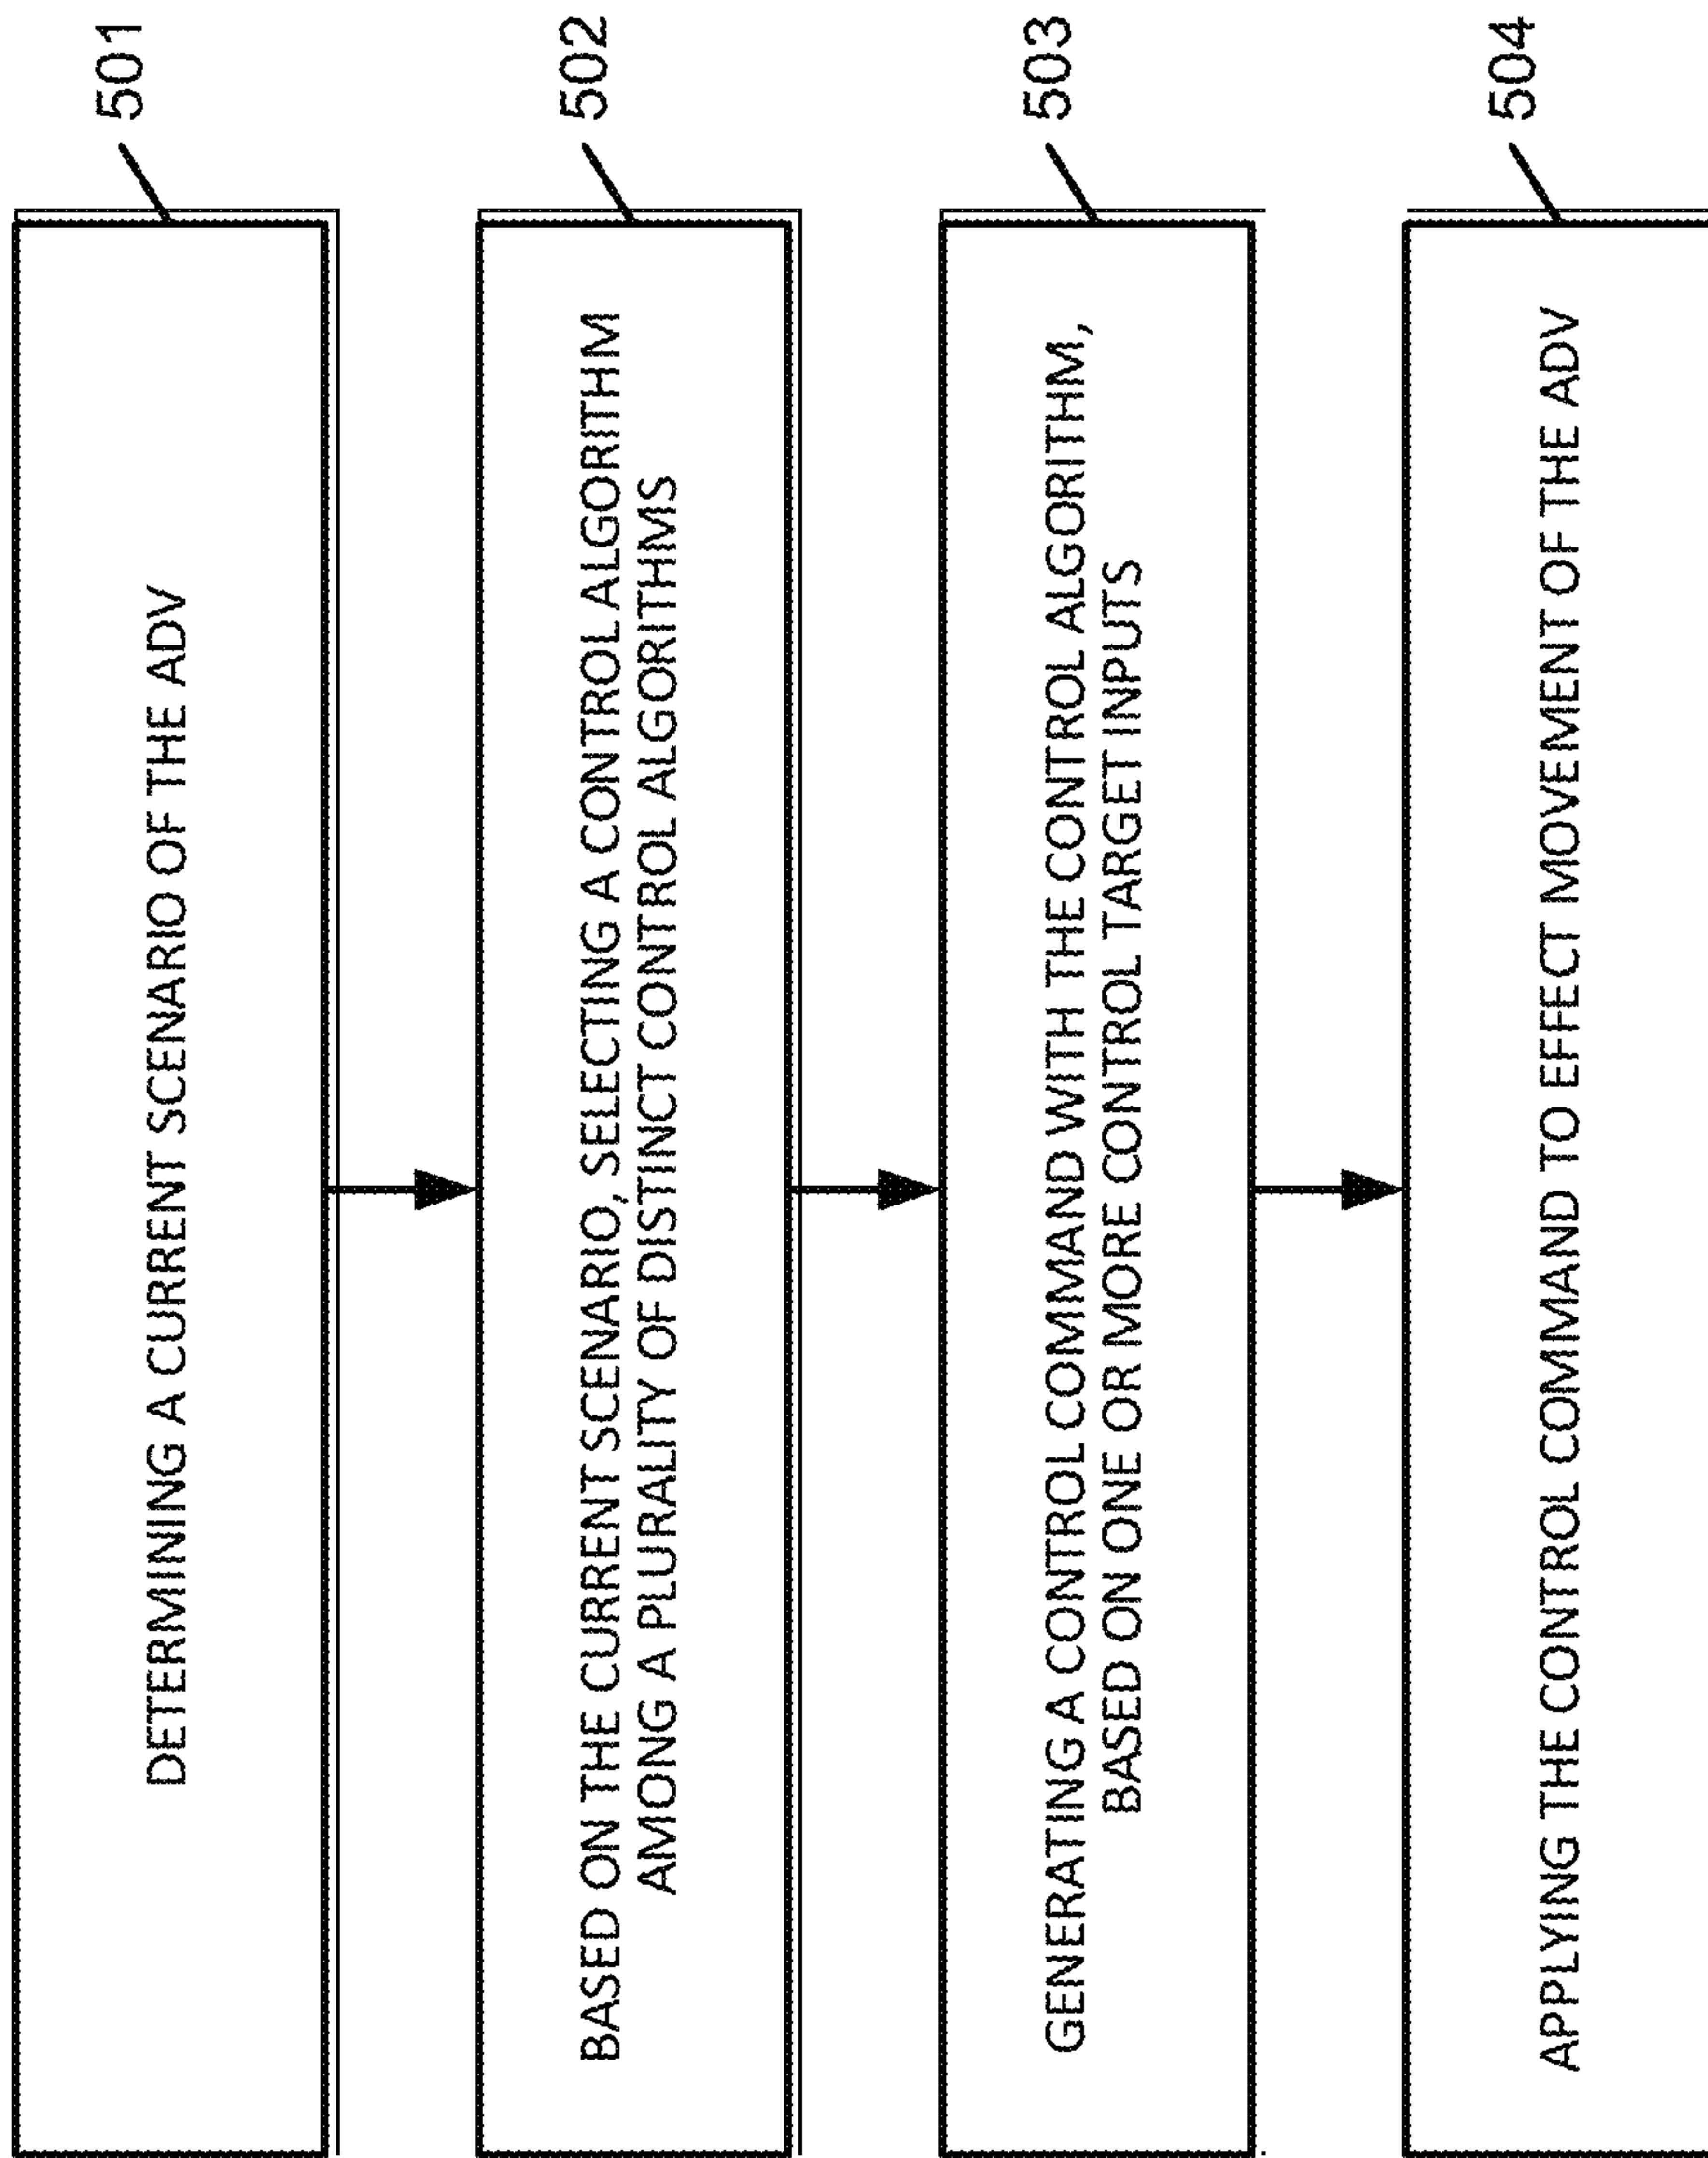 501
DETERMINING A CURRENT SCENARIO OF THE ADV
502
BASED ON THE CURRENT SCENARIO, SELECTING A CONTROL ALGORITHM
AMONG A PLURALITY OF DISTINCT CONTROL ALGORITHMS
503
GENERATING A CONTROL COMMAND WITH THE CONTROL ALGORITHM,
BASED ON ONE OR MORE CONTROL TARGET INPUTS
504
APPLYING THE CONTROL COMMAND TO EFFECT MOVEMENT OF THE ADV